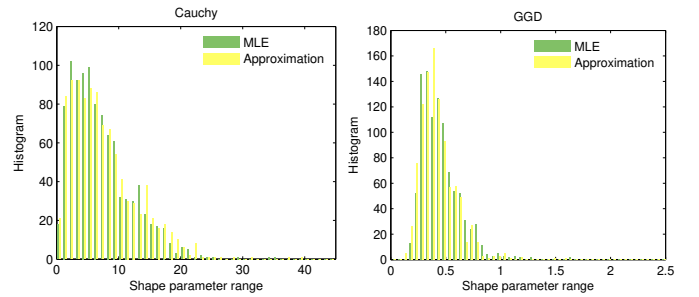 Cauchy
GGD
MLE
Approximation
MLE
Approximation
Histogram
120
100
80
60
40
20
0
0
10
20
30
40
Shape parameter range
Histogram
180
160
140
120
100
80
60
40
20
0
0
0.5
1
1.5
2
2.5
Shape parameter range